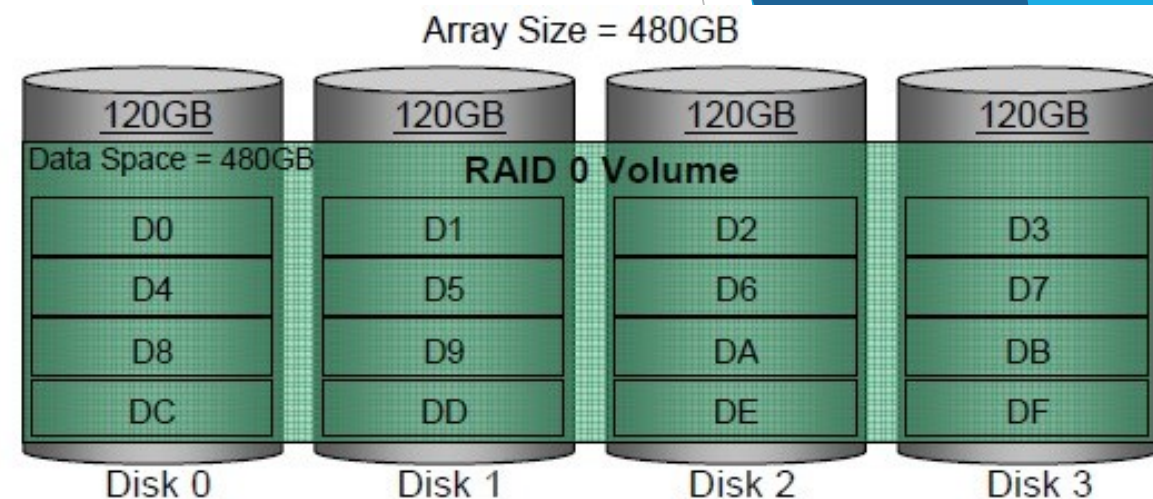 Array Size = 480GB
120GB 120GB 120GB 120GB
Data Space = 480GB RAID 0 Volume
D0 D1 D2 D3
D4 D5 D6 D7
D8 D9 DA DB
DC DD DE DF
Disk 0 Disk 1 Disk 2 Disk 3